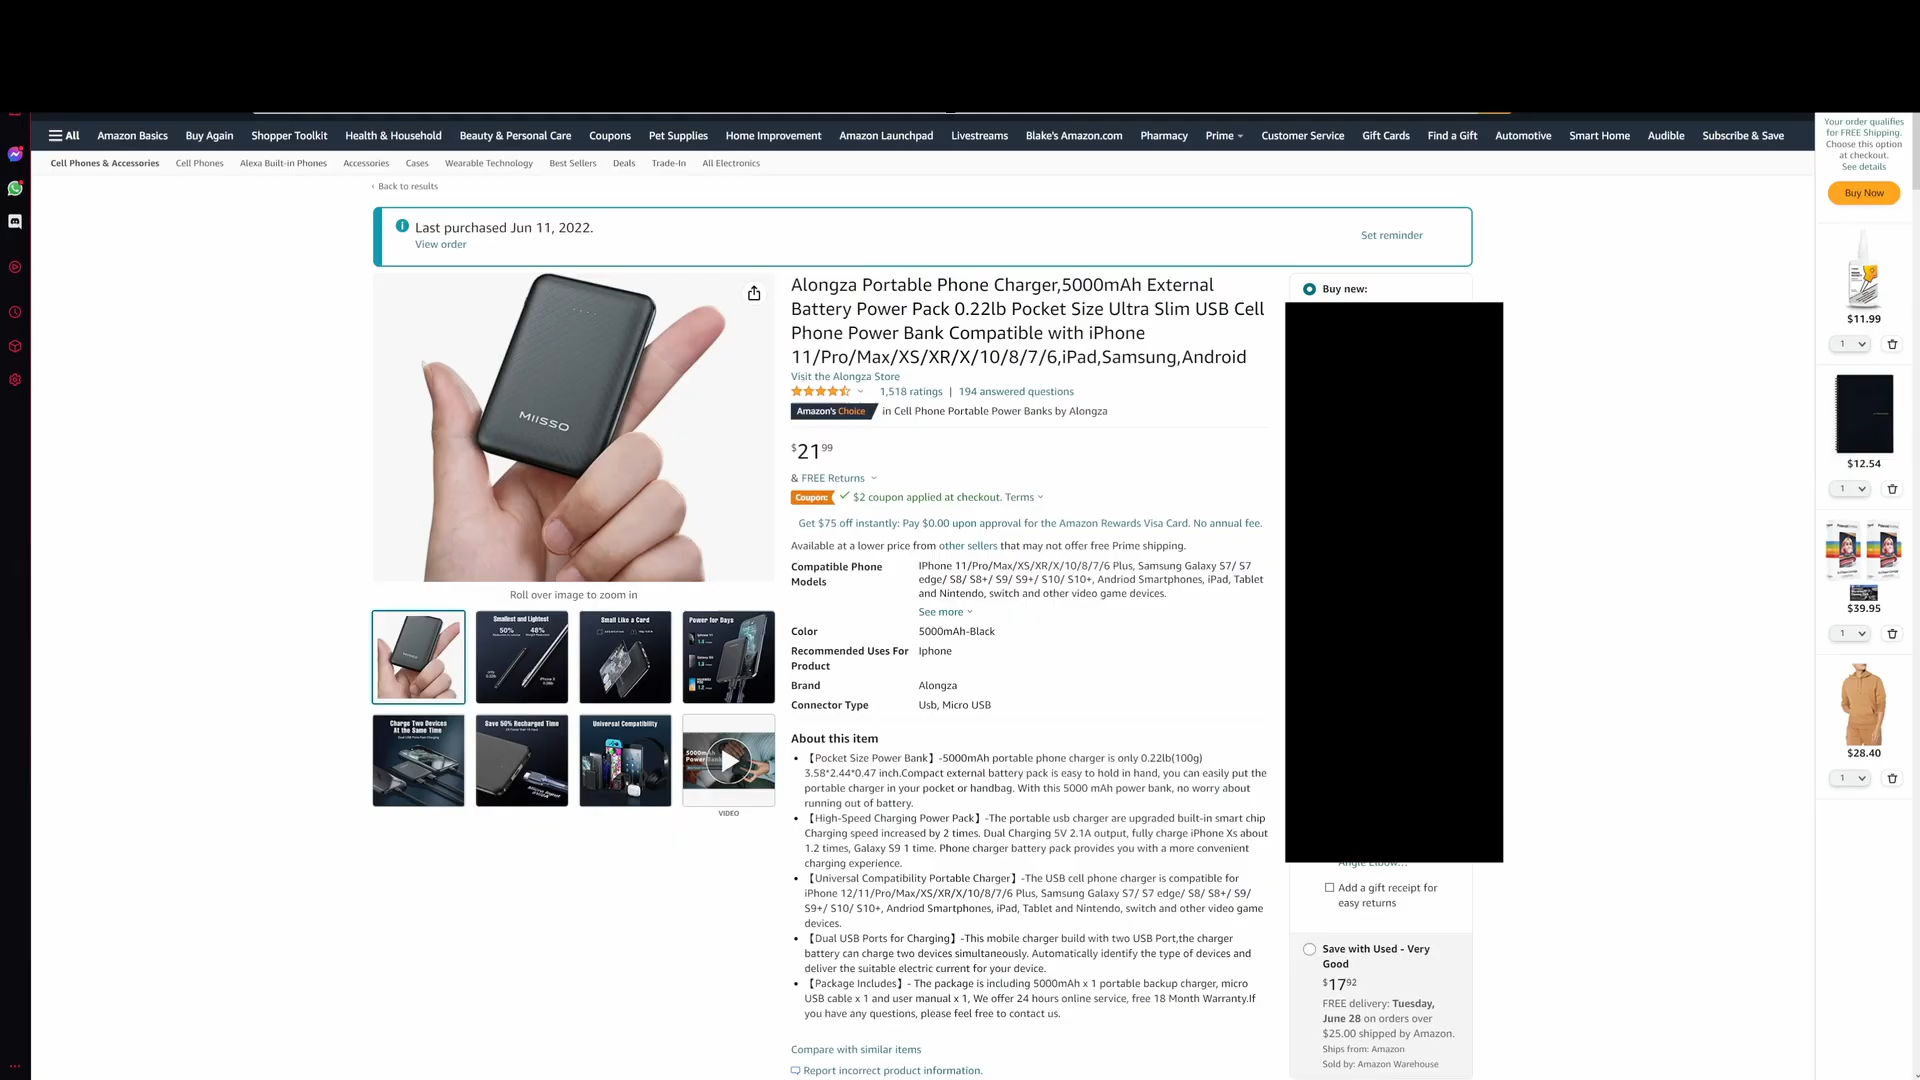 All Amazon Basics Buy Again Shopper Toolkit Health & Household Beauty & Personal Care Coupons Pet Supplies Home Improvement Amazon Launchpad Livestreams Blake's Amazon.com Pharmacy Prime Customer Service Gift Cards Find a Gift Automotive Smart Home Audible Subscribe & Save
Cell Phones & Accessories Cell Phones Alexa Built-in Phones Accessories Cases Wearable Technology Best Sellers Deals Trade-In All Electronics
‹ Back to results
Last purchased Jun 11, 2022.
View order
Set reminder
MIISSO
Roll over image to zoom in
Smallest and Lightest
50%
48%
Small Like a Card
Power for Days
Charge Two Devices
At the Same Time
Save 50% Recharged Time
Universal Compatibility
VIDEO
Alongza Portable Phone Charger,5000mAh External
Battery Power Pack 0.22lb Pocket Size Ultra Slim USB Cell
Phone Power Bank Compatible with iPhone
11/Pro/Max/XS/XR/X/10/8/7/6,iPad,Samsung,Android
Visit the Alongza Store
1,518 ratings | 194 answered questions
Amazon's Choice in Cell Phone Portable Power Banks by Alongza
$21 99
& FREE Returns
Coupon: $2 coupon applied at checkout. Terms
Get $75 off instantly: Pay $0.00 upon approval for the Amazon Rewards Visa Card. No annual fee.
Available at a lower price from other sellers that may not offer free Prime shipping.
Compatible Phone Models
IPhone 11/Pro/Max/XS/XR/X/10/8/7/6 Plus, Samsung Galaxy S7/ S7
edge/ S8/ S8+/ S9/ S9+/ S10/ S10+, Andriod Smartphones, iPad, Tablet
and Nintendo, switch and other video game devices.
See more
Color 5000mAh-Black
Recommended Uses For Product Iphone
Brand Alongza
Connector Type Usb, Micro USB
About this item
• 【Pocket Size Power Bank】-5000mAh portable phone charger is only 0.22lb(100g)
3.58*2.44*0.47 inch.Compact external battery pack is easy to hold in hand, you can easily put the
portable charger in your pocket or handbag. With this 5000 mAh power bank, no worry about
running out of battery.
• 【High-Speed Charging Power Pack】-The portable usb charger are upgraded built-in smart chip
Charging speed increased by 2 times. Dual Charging 5V 2.1A output, fully charge iPhone Xs about
1.2 times, Galaxy S9 1 time. Phone charger battery pack provides you with a more convenient
charging experience.
• 【Universal Compatibility Portable Charger】-The USB cell phone charger is compatible for
iPhone 12/11/Pro/Max/XS/XR/X/10/8/7/6 Plus, Samsung Galaxy S7/ S7 edge/ S8/ S8+/ S9/
S9+/ S10/ S10+, Andriod Smartphones, iPad, Tablet and Nintendo, switch and other video game
devices.
• 【Dual USB Ports for Charging】-This mobile charger build with two USB Port,the charger
battery can charge two devices simultaneously. Automatically identify the type of devices and
deliver the suitable electric current for your device.
• 【Package Includes】- The package is including 5000mAh x 1 portable backup charger, micro
USB cable x 1 and user manual x 1, We offer 24 hours online service, free 18 Month Warranty.If
you have any questions, please feel free to contact us.
Compare with similar items
Report incorrect product information.
Buy new:
Angle Elbow...
Add a gift receipt for
easy returns
Save with Used - Very
Good
$17 92
FREE delivery: Tuesday,
June 28 on orders over
$25.00 shipped by Amazon.
Ships from: Amazon
Sold by: Amazon Warehouse
Your order qualifies
for FREE Shipping.
Choose this option
at checkout.
See details
Buy Now
$11.99
1
$12.54
1
$39.95
1
$28.40
1